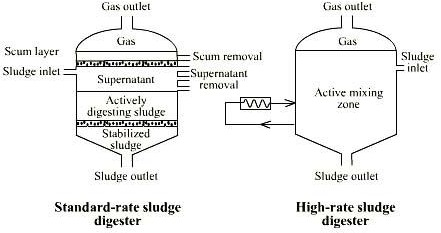 Gas outlet
Gas
Scum layer
Scum removal
Sludge inlet
Supernatant
Supernatant
removal
Actively
digesting sludge
Stabilized
sludge
Sludge outlet
Standard-rate sludge
digester
Gas outlet
Gas
Sludge
inlet
Active mixing
zone
Sludge outlet
High-rate sludge
digester